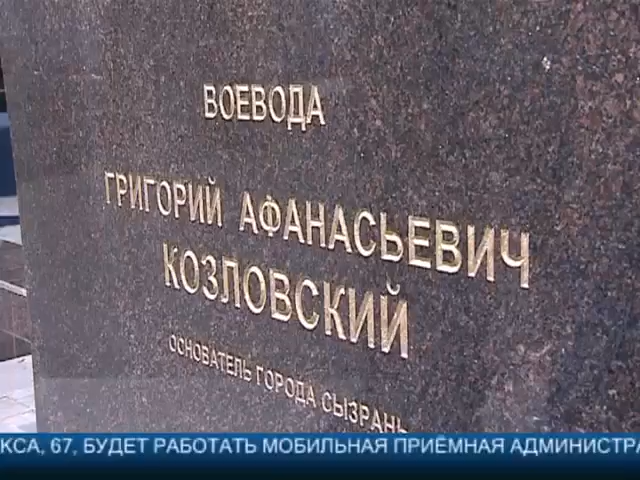 ВОЕВОДА
ГРИГОРИЙ АФАНАСЬЕВИЧ
КОЗЛОВСКИЙ
ОСНОВАТЕЛЬ ГОРОДА СЫЗРАНЬ
КСА, 67, БУДЕТ РАБОТАТЬ МОБИЛЬНАЯ ПРИЁМНАЯ АДМИНИСТРА